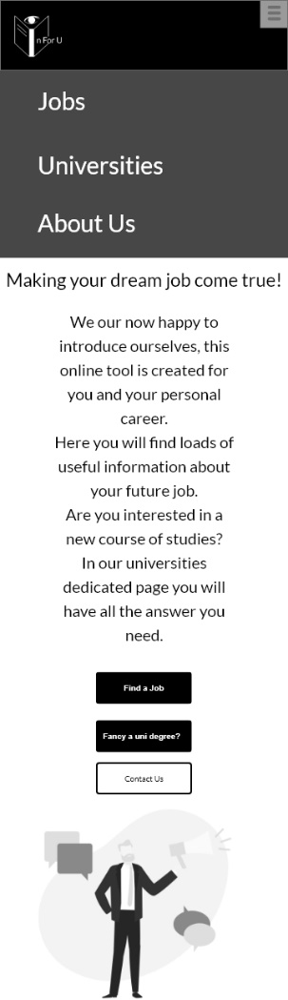 n For U
Jobs
Universities
About Us
Making your dream job come true!
We our now happy to
introduce ourselves, this
online tool is created for
you and your personal
career.
Here you will find loads of
useful information about
your future job.
Are you interested in a
new course of studies?
In our universities
dedicated page you will
have all the answer you
need.
Find a Job
Fancy a uni degree?
Contact Us